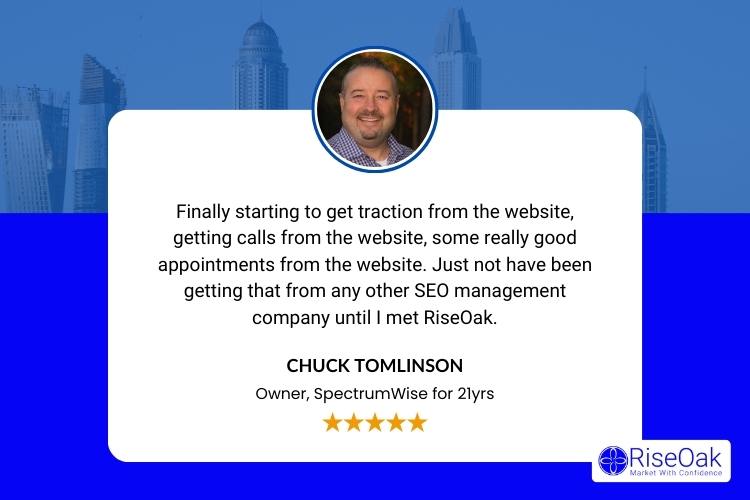 Finally starting to get traction from the website,
getting calls from the website, some really good
appointments from the website. Just not have been
getting that from any other SEO management
company until I met RiseOak.
CHUCK TOMLINSON
Owner, SpectrumWise for 21yrs
RiseOak
Market With Confidence